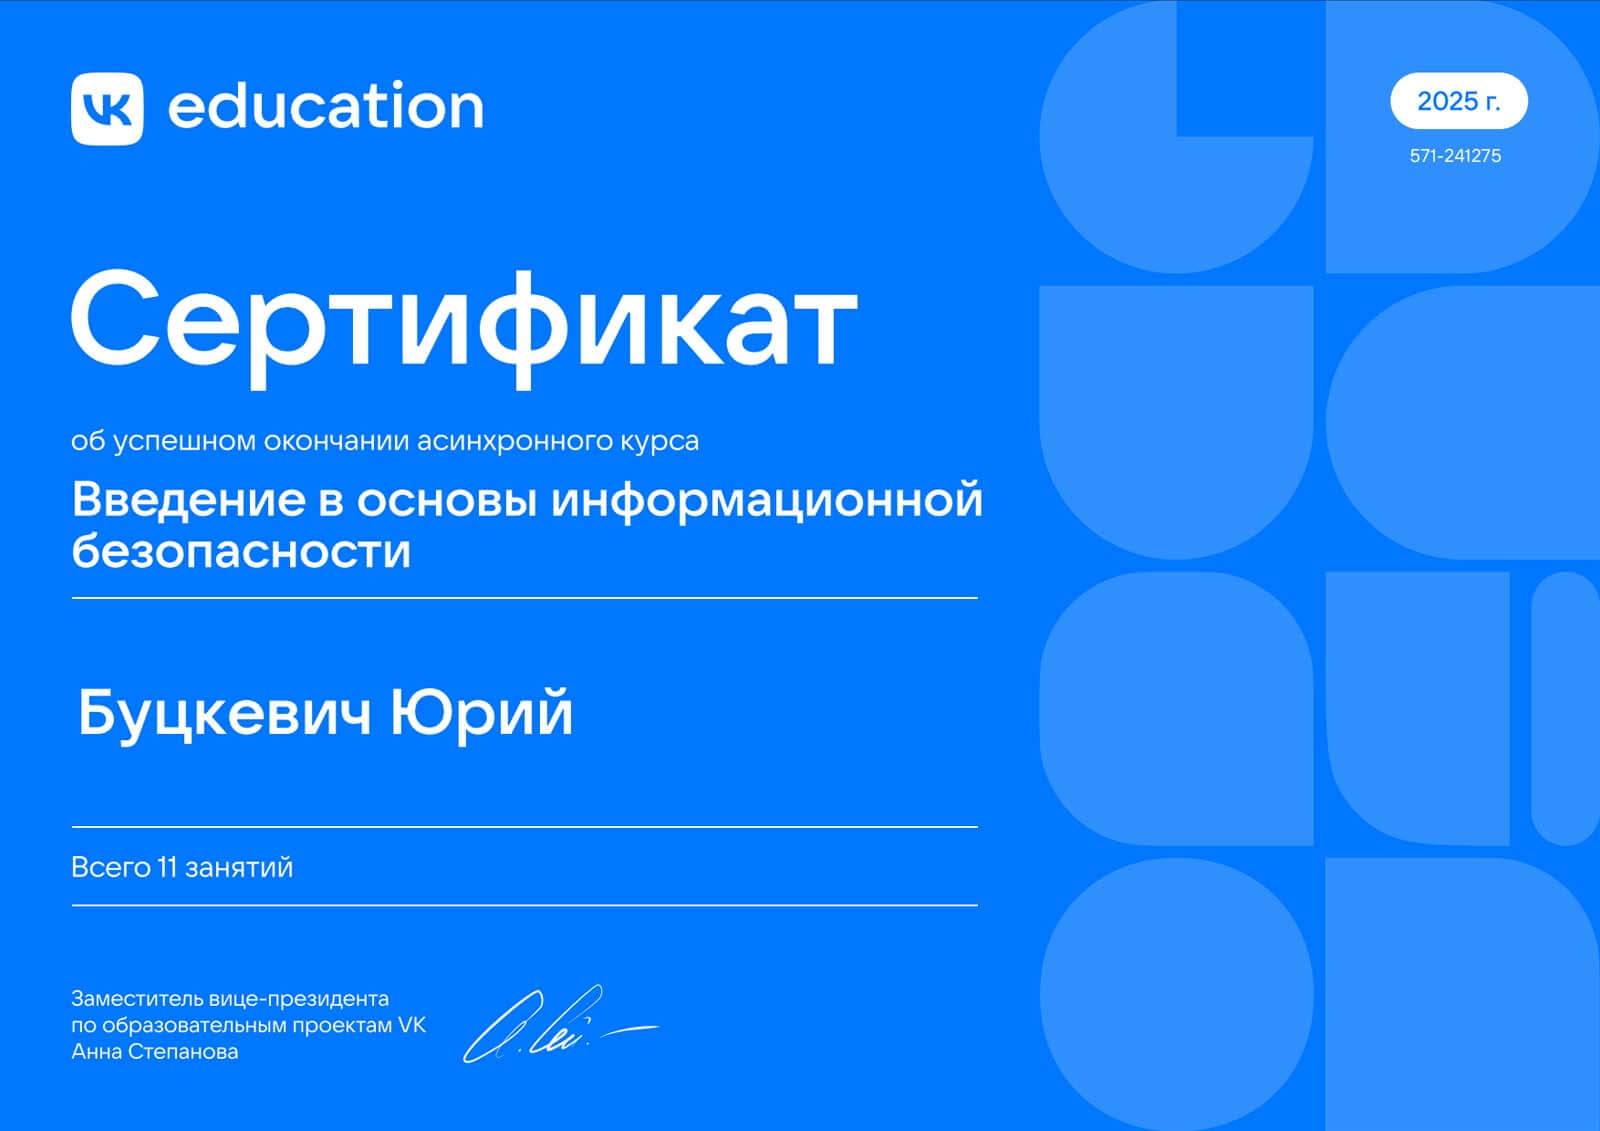 VK education
2025 г.
571-241275
Сертификат
об успешном окончании асинхронного курса
Введение в основы информационной
безопасности
Буцкевич Юрий
Всего 11 занятий
Заместитель вице-президента
по образовательным проектам VK
Анна Степанова